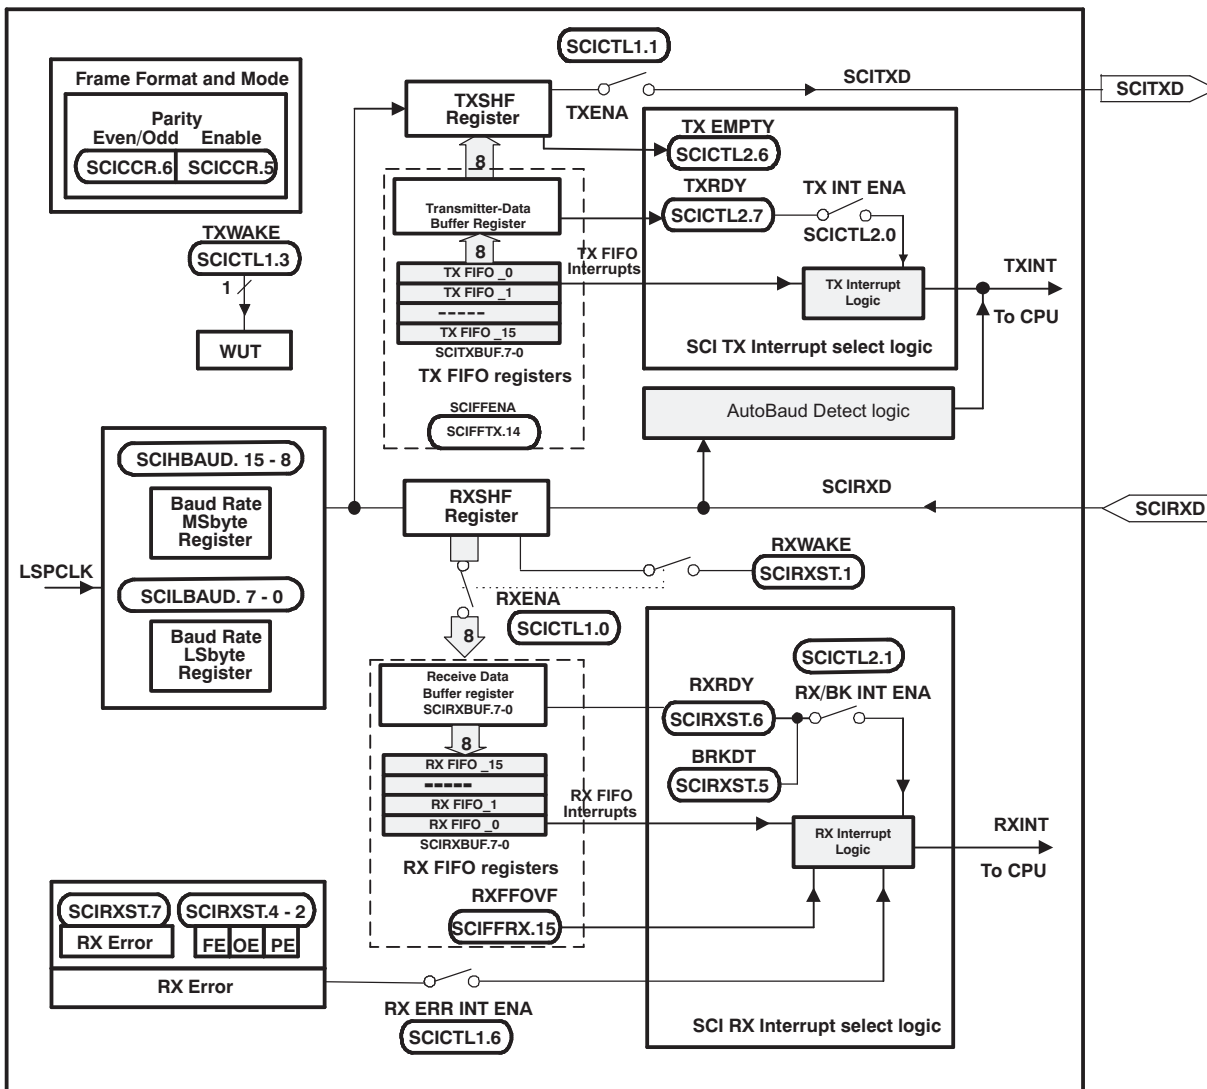 SCICTL1.1
Frame Format and Mode
Parity
Even/Odd Enable
SCICCR.6 SCICCR.5
TXSHF
Register
TXENA
SCITXD
SCITXD
TX EMPTY
SCICTL2.6
8
Transmitter-Data
Buffer Register
TXRDY
SCICTL2.7
TX INT ENA
SCICTL2.0
TXWAKE
SCICTL1.3
1
WUT
8
TX FIFO _0
TX FIFO _1
-----
TX FIFO _15
SCITXBUF.7-0
TX FIFO registers
SCIFFENA
SCIFFTX.14
TX FIFO
Interrupts
TX Interrupt
Logic
TXINT
To CPU
SCI TX Interrupt select logic
AutoBaud Detect logic
SCIHBAUD. 15 - 8
Baud Rate
MSbyte
Register
LSPCLK
SCILBAUD. 7 - 0
Baud Rate
LSbyte
Register
RXSHF
Register
SCIRXD
SCIRXD
RXWAKE
SCIRXST.1
RXENA
SCICTL1.0
8
Receive Data
Buffer register
SCIRXBUF.7-0
8
RX FIFO _15
-----
RX FIFO_1
RX FIFO _0
SCIRXBUF.7-0
RX FIFO registers
RXFFOVF
SCIFFRX.15
RX FIFO
Interrupts
SCICTL2.1
RXRDY
RX/BK INT ENA
SCIRXST.6
BRKDT
SCIRXST.5
RX Interrupt
Logic
RXINT
To CPU
SCI RX Interrupt select logic
SCIRXST.7 SCIRXST.4 - 2
RX Error FE OE PE
RX Error
RX ERR INT ENA
SCICTL1.6